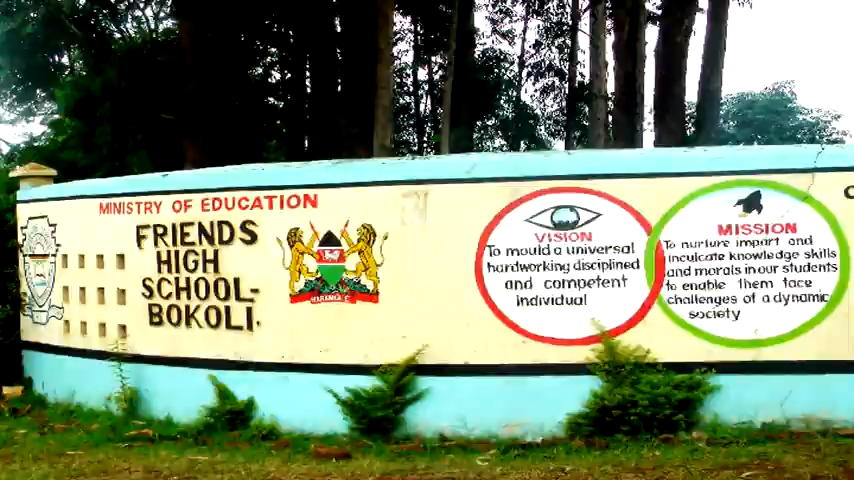 MINISTRY OF EDUCATION
FRIENDS
HIGH
SCHOOL-
BOKOLI.
HARAMBEE
VISION
To mould a universal
hardworking disciplined
and competent
individual
MISSION
To nurture impart and
inculcate knowledge skills
and morals in our students
to enable them face
challenges of a dynamic
society